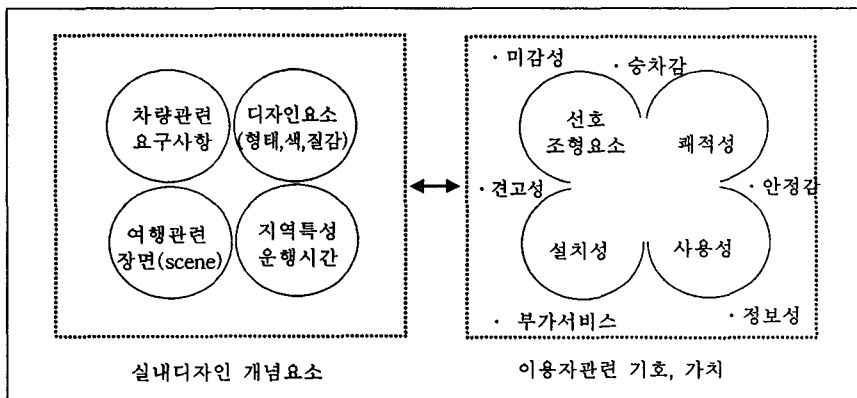 차량관련
요구사항
디자인요소
(형태,색,질감)
여행관련
장면(scene)
지역특성
운행시간
실내디자인 개념요소
· 미감성
· 승차감
선호
조형요소
쾌적성
· 견고성
· 안정감
설치성
사용성
· 부가서비스
· 정보성
이용자관련 기호, 가치